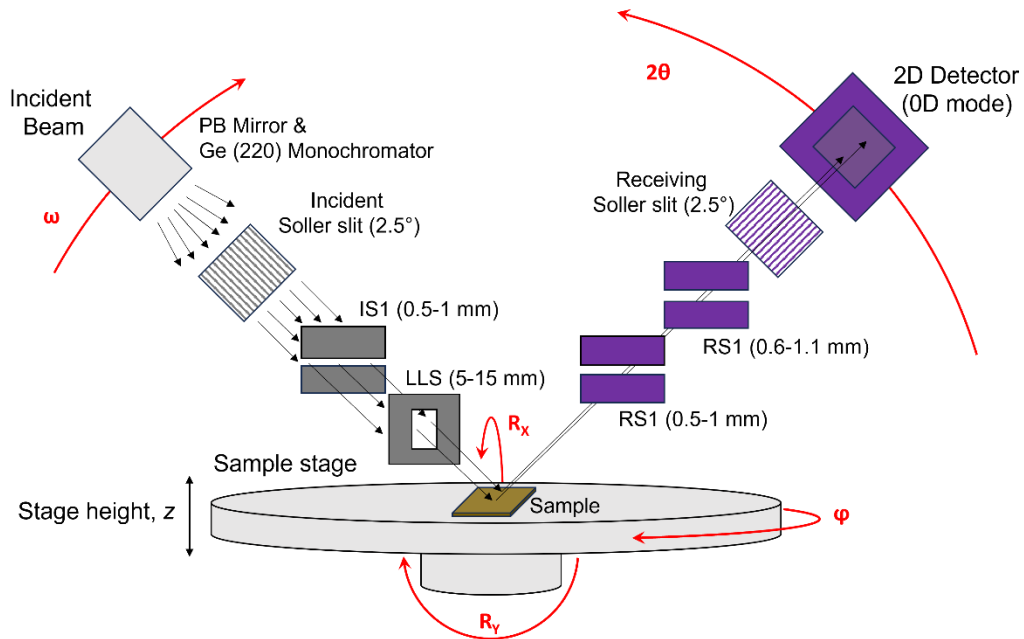 Incident
Beam
PB Mirror &
Ge (220) Monochromator
ω
Incident
Soller slit (2.5°)
IS1 (0.5-1 mm)
LLS (5-15 mm)
2θ
2D Detector
(0D mode)
Receiving
Soller slit (2.5°)
RS1 (0.6-1.1 mm)
RS1 (0.5-1 mm)
Rₓ
Sample stage
Stage height, z
Sample
φ
R_Y